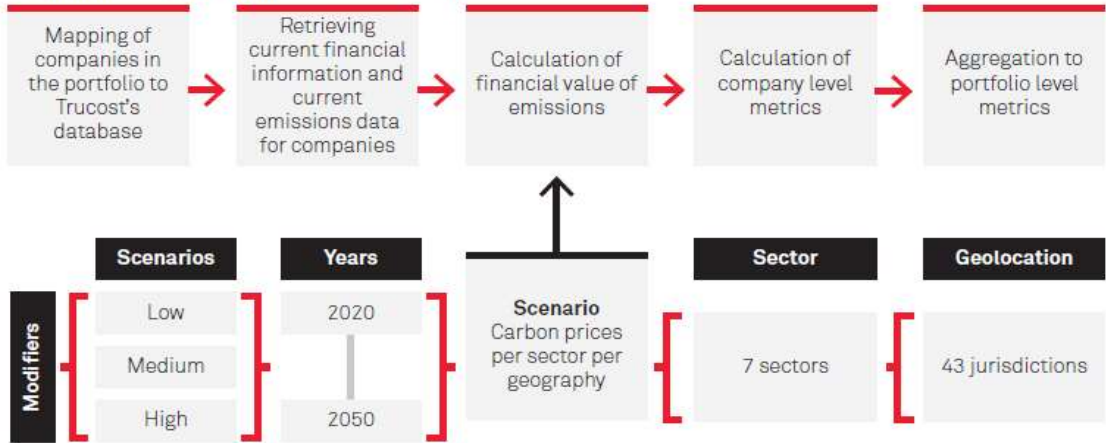 Mapping of
companies in
the portfolio to
Trucost's
database
Retrieving
current financial
information and
current
emissions data
for companies
Calculation of
financial value of
emissions
Calculation of
company level
metrics
Aggregation to
portfolio level
metrics
Modifiers
Scenarios
Low
Medium
High
Years
2020
2050
Scenario
Carbon prices
per sector per
geography
Sector
7 sectors
Geolocation
43 jurisdictions